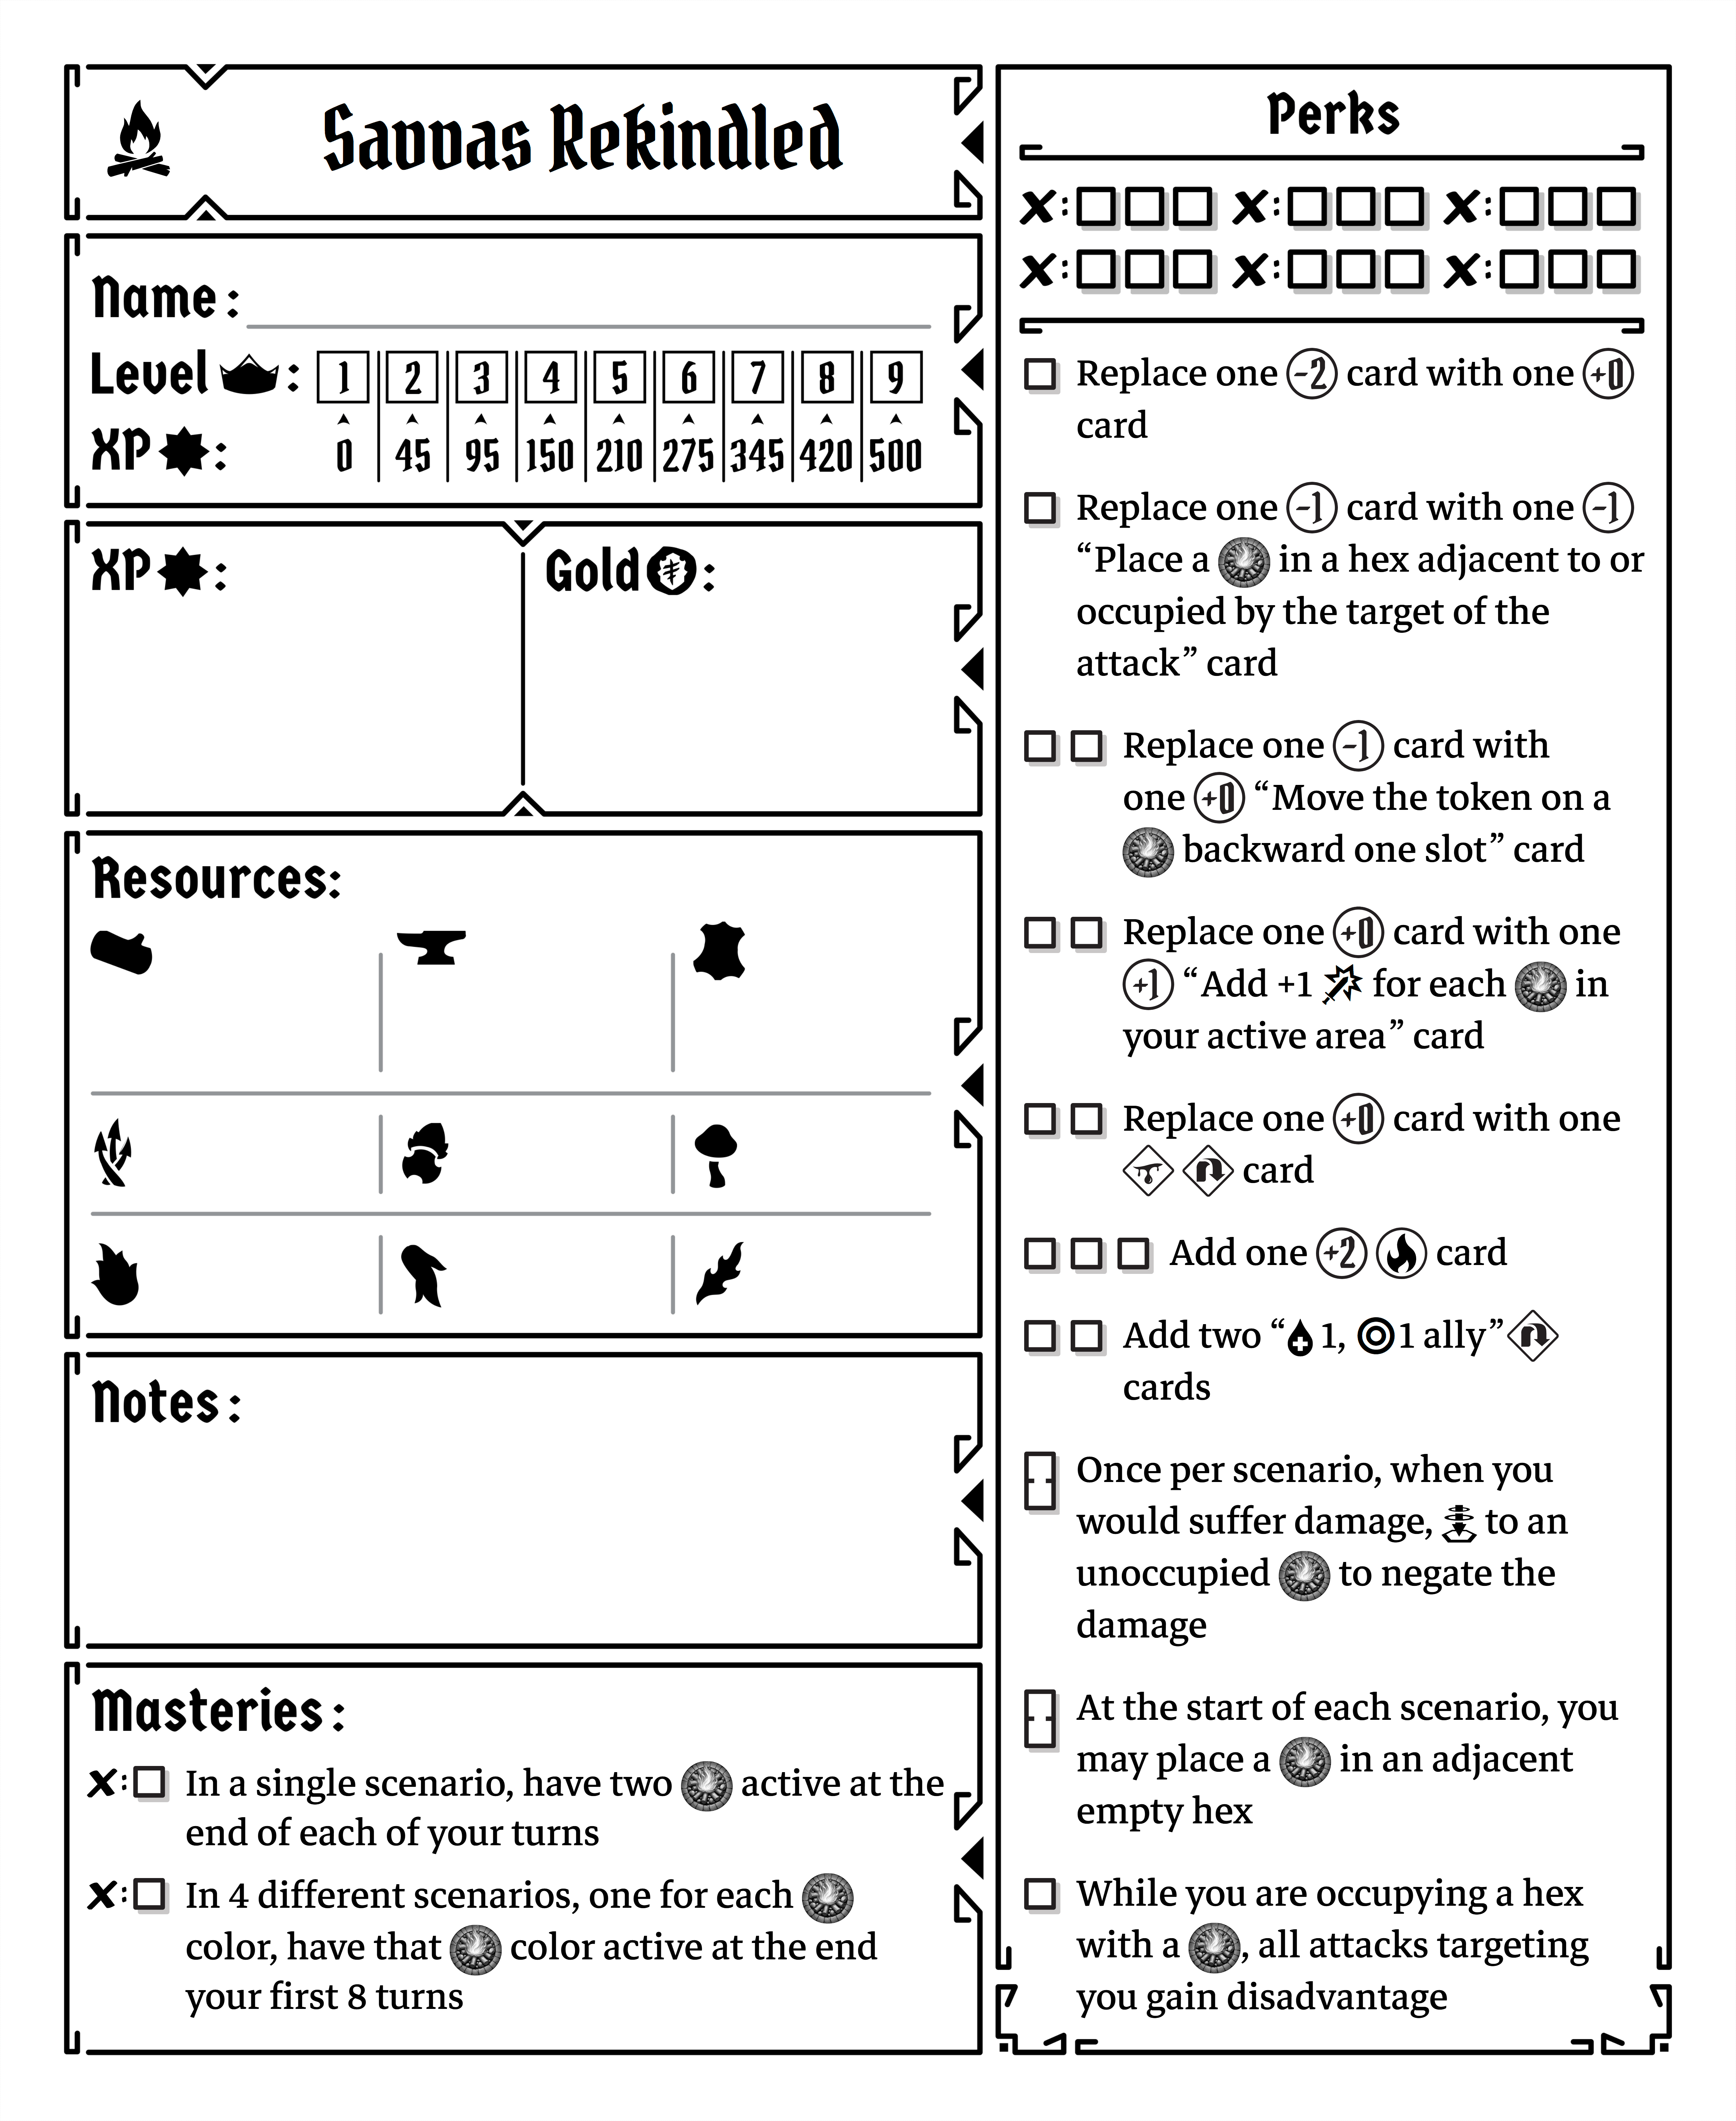 Savvas Rekindled
Name:
Level :
1 2 3 4 5 6 7 8 9
XP :
0 45 95 150 210 275 345 420 500
XP :
Gold :
Resources:
Notes:
Masteries:
x: In a single scenario, have two active at the
end of each of your turns
x: In 4 different scenarios, one for each
color, have that color active at the end
your first 8 turns
Perks
x: x: x:
x: x: x:
Replace one -2 card with one +0
card
Replace one -1 card with one -1
“Place a in a hex adjacent to or
occupied by the target of the
attack” card
Replace one -1 card with
one +0 “Move the token on a
backward one slot” card
Replace one +0 card with one
+1 “Add +1 for each in
your active area” card
Replace one +0 card with one
card
Add one +2 card
Add two “ 1, 1 ally”
cards
Once per scenario, when you
would suffer damage, to an
unoccupied to negate the
damage
At the start of each scenario, you
may place a in an adjacent
empty hex
While you are occupying a hex
with a , all attacks targeting
you gain disadvantage